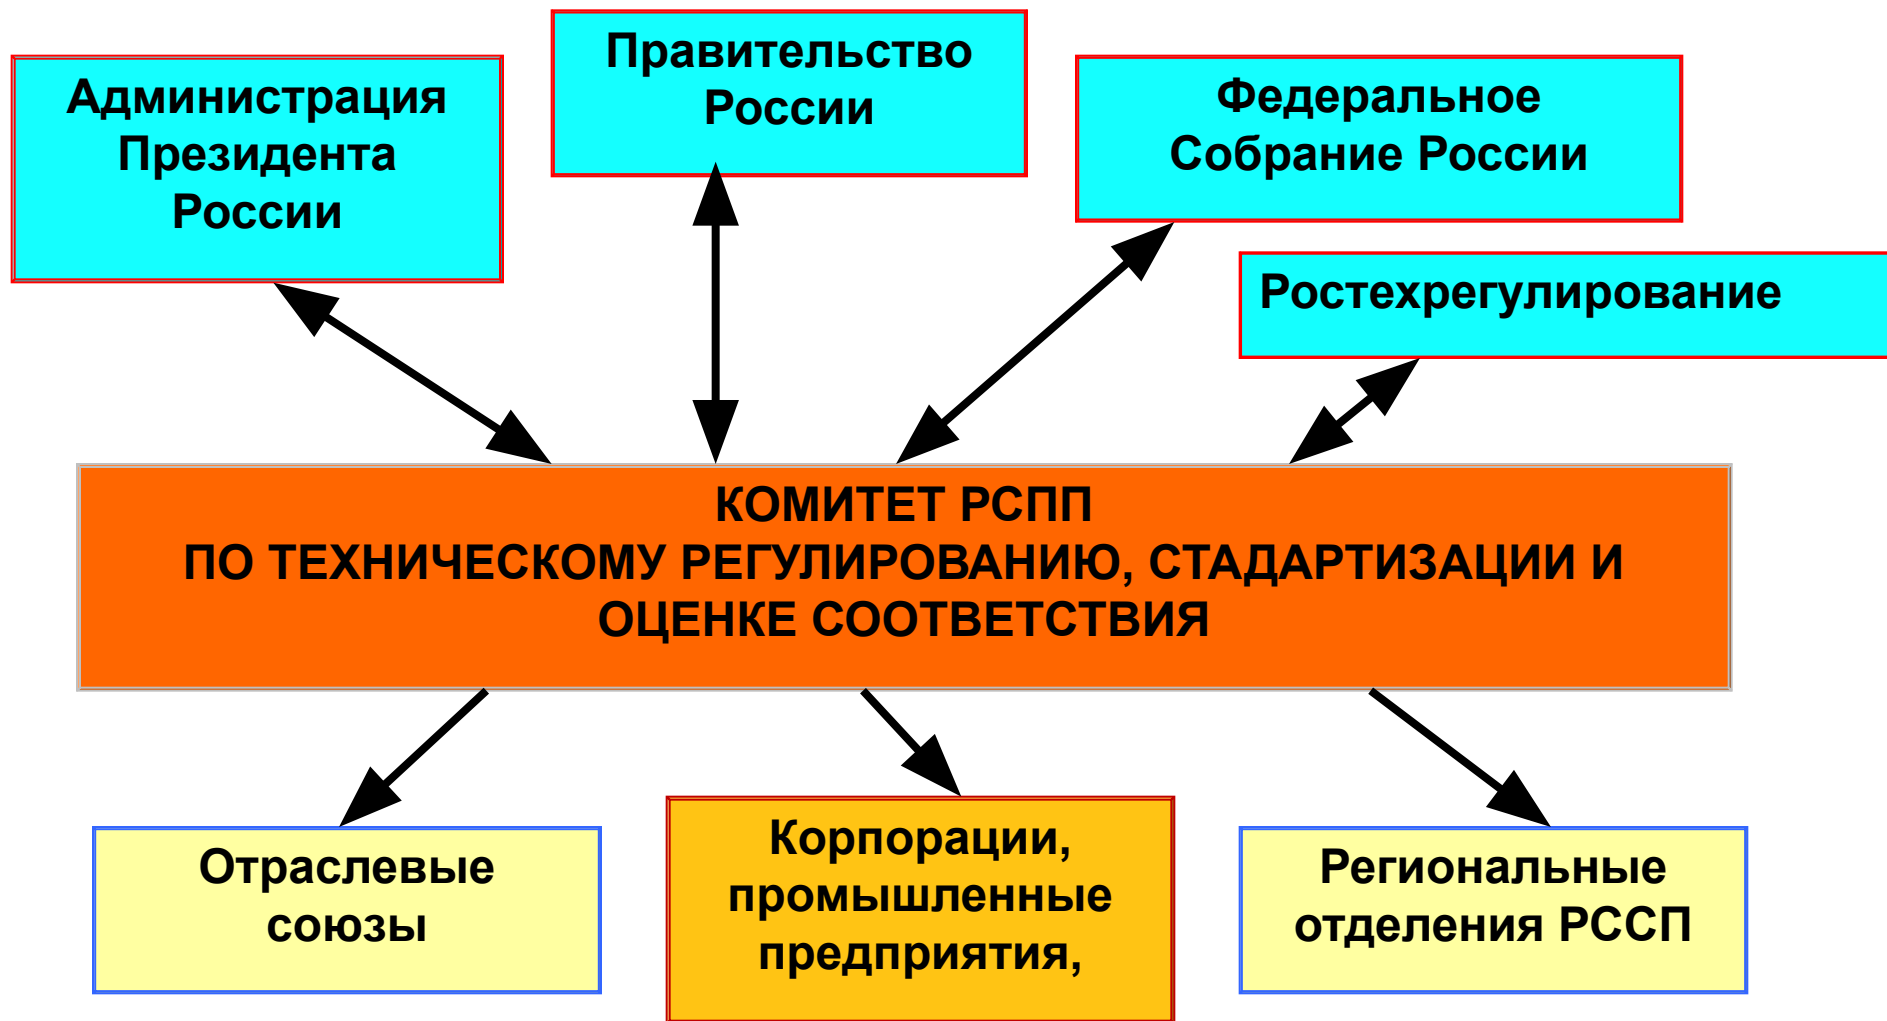 Правительство
России
Администрация
Президента
России
Федеральное
Собрание России
Ростехрегулирование
КОМИТЕТ РСПП
ПО ТЕХНИЧЕСКОМУ РЕГУЛИРОВАНИЮ, СТАДАРТИЗАЦИИ И
ОЦЕНКЕ СООТВЕТСТВИЯ
Отраслевые
союзы
Корпорации,
промышленные
предприятия,
Региональные
отделения РССП